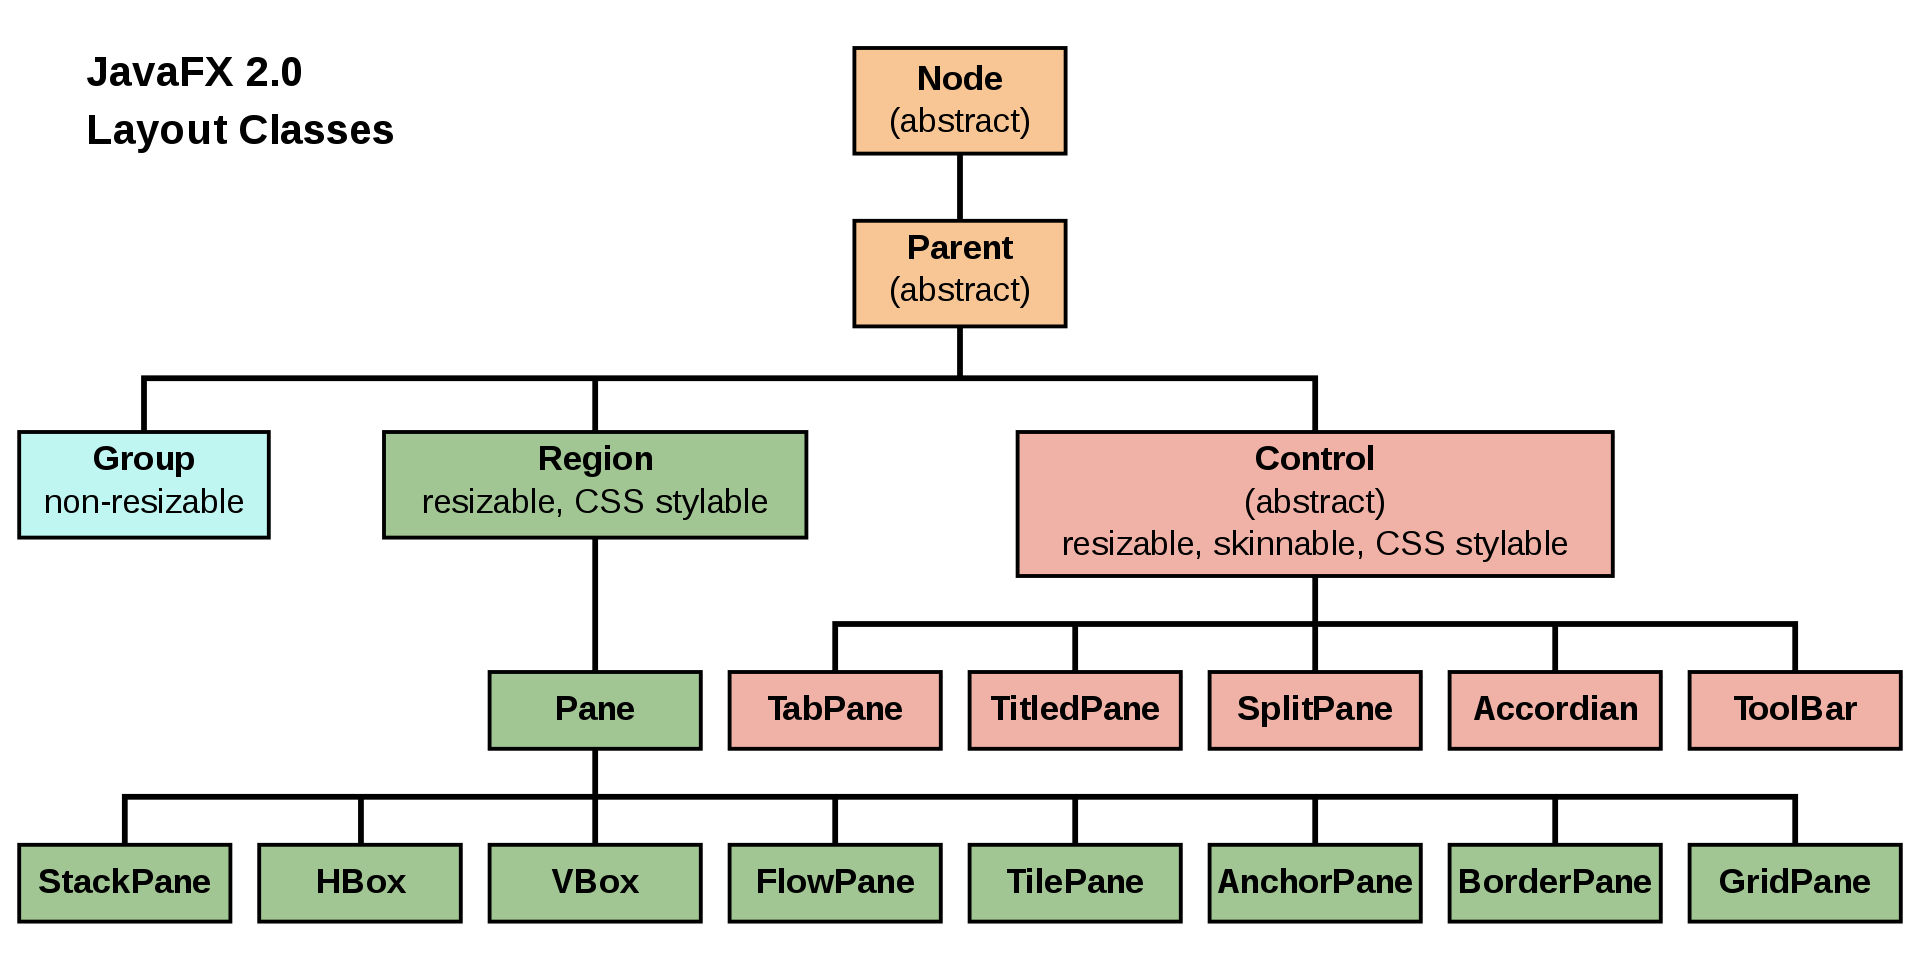 JavaFX 2.0
Layout Classes
Node
(abstract)
Parent
(abstract)
Group
non-resizable
Region
resizable, CSS stylable
Control
(abstract)
resizable, skinnable, CSS stylable
Pane
TabPane
TitledPane
SplitPane
Accordian
ToolBar
StackPane
HBox
VBox
FlowPane
TilePane
AnchorPane
BorderPane
GridPane